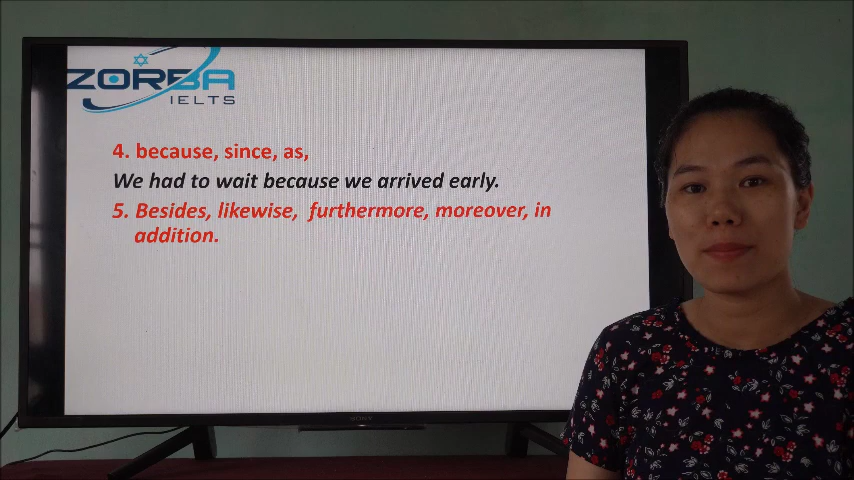 ZORBA
IELTS
4. because, since, as,
We had to wait because we arrived early.
5. Besides, likewise, furthermore, moreover, in
addition.
SONY